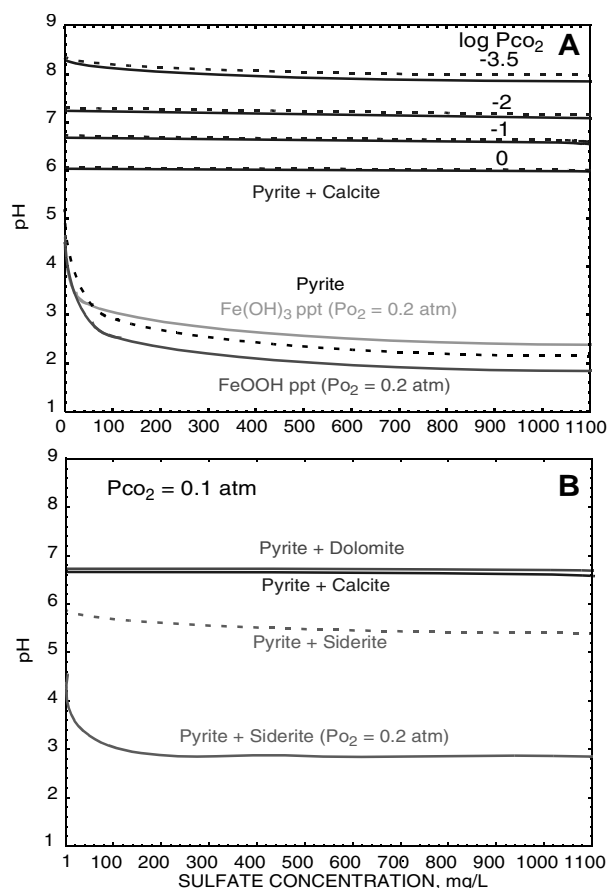 log Pco2
A
-3.5
-2
-1
0
Pyrite + Calcite
Pyrite
Fe(OH)3 ppt (Po2 = 0.2 atm)
FeOOH ppt (Po2 = 0.2 atm)
pH
9
8
7
6
5
4
3
2
1
0 100 200 300 400 500 600 700 800 900 1000 1100
Pco2 = 0.1 atm
B
Pyrite + Dolomite
Pyrite + Calcite
Pyrite + Siderite
Pyrite + Siderite (Po2 = 0.2 atm)
pH
9
8
7
6
5
4
3
2
1
1 100 200 300 400 500 600 700 800 900 1000 1100
SULFATE CONCENTRATION, mg/L